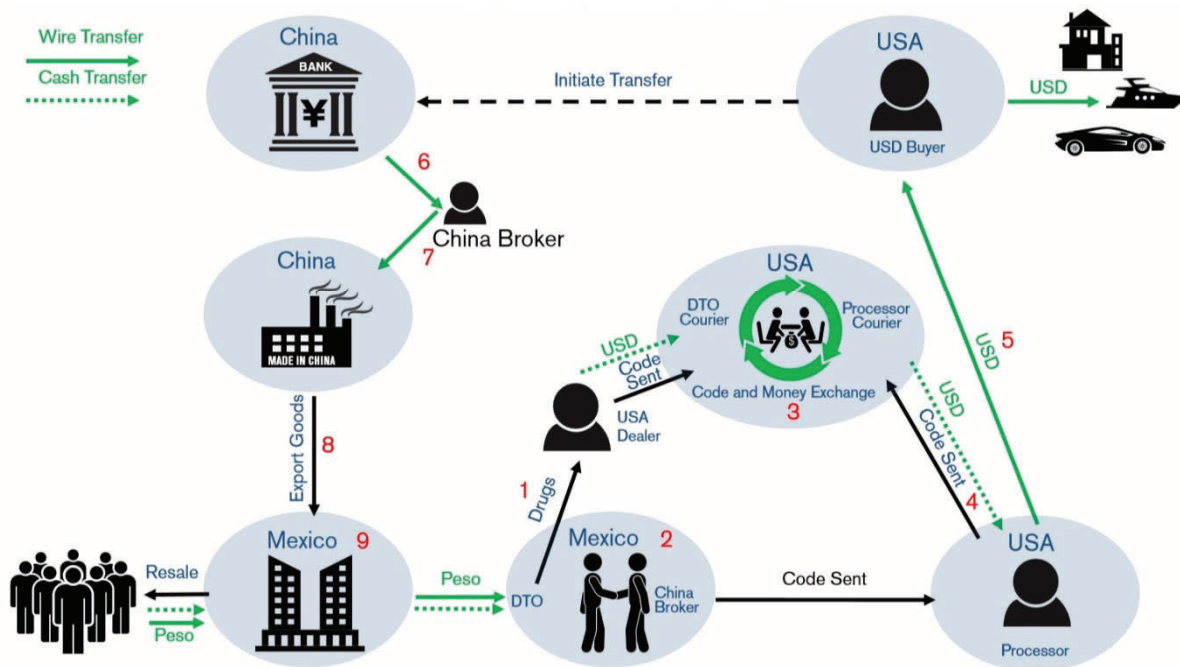 Wire Transfer
Cash Transfer
China
BANK
¥
Initiate Transfer
USA
USD Buyer
USD
6
China Broker
7
China
MADE IN CHINA
USA
DTO
Courier
Processor
Courier
$
Code and Money Exchange
3
USD
Code Sent
USA
Dealer
USD
Code Sent
4
5
USD
8
Export Goods
1
Drugs
Mexico
9
Resale
Peso
Peso
Mexico
2
DTO
China
Broker
Code Sent
USA
Processor